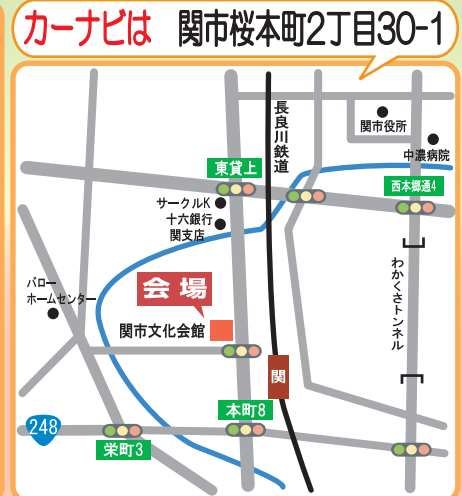 カーナビは 関市桜本町2丁目30-1
長良川鉄道
関市役所
中濃病院
東貸上
西本郷通4
サークルK
十六銀行
関支店
わかくさトンネル
会場
バロー
ホームセンター
関市文化会館
関
本町8
248
栄町3